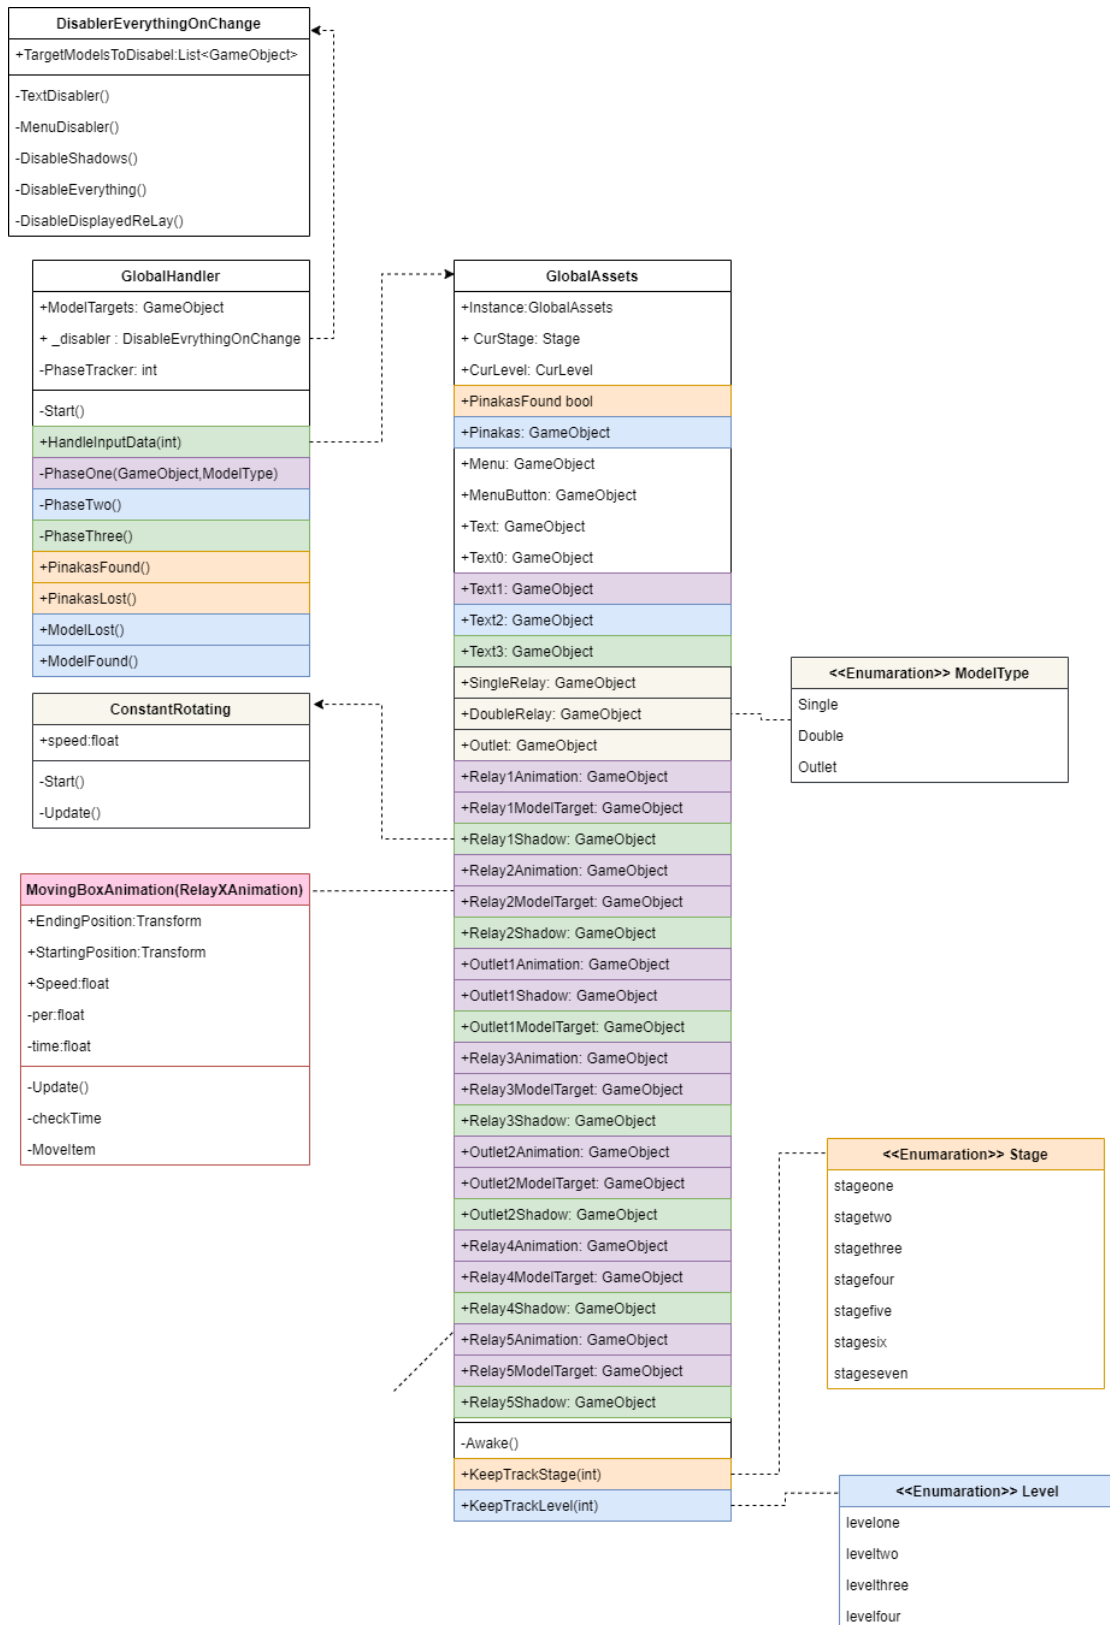 DisablerEverythingOnChange
+TargetModelsToDisabel:List<GameObject>
-TextDisabler()
-MenuDisabler()
-DisableShadows()
-DisableEverything()
-DisableDisplayedReLay()
GlobalHandler
+ModelTargets: GameObject
+ _disabler : DisableEvrythingOnChange
-PhaseTracker: int
-Start()
+HandleInputData(int)
-PhaseOne(GameObject,ModelType)
-PhaseTwo()
-PhaseThree()
+PinakasFound()
+PinakasLost()
+ModelLost()
+ModelFound()
ConstantRotating
+speed:float
-Start()
-Update()
MovingBoxAnimation(RelayXAnimation)
+EndingPosition:Transform
+StartingPosition:Transform
+Speed:float
-per:float
-time:float
-Update()
-checkTime
-MoveItem
GlobalAssets
+Instance:GlobalAssets
+ CurStage: Stage
+CurLevel: CurLevel
+PinakasFound bool
+Pinakas: GameObject
+Menu: GameObject
+MenuButton: GameObject
+Text: GameObject
+Text0: GameObject
+Text1: GameObject
+Text2: GameObject
+Text3: GameObject
+SingleRelay: GameObject
+DoubleRelay: GameObject
+Outlet: GameObject
+Relay1Animation: GameObject
+Relay1ModelTarget: GameObject
+Relay1Shadow: GameObject
+Relay2Animation: GameObject
+Relay2ModelTarget: GameObject
+Relay2Shadow: GameObject
+Outlet1Animation: GameObject
+Outlet1Shadow: GameObject
+Outlet1ModelTarget: GameObject
+Relay3Animation: GameObject
+Relay3ModelTarget: GameObject
+Relay3Shadow: GameObject
+Outlet2Animation: GameObject
+Outlet2ModelTarget: GameObject
+Outlet2Shadow: GameObject
+Relay4Animation: GameObject
+Relay4ModelTarget: GameObject
+Relay4Shadow: GameObject
+Relay5Animation: GameObject
+Relay5ModelTarget: GameObject
+Relay5Shadow: GameObject
-Awake()
+KeepTrackStage(int)
+KeepTrackLevel(int)
<<Enumaration>> ModelType
Single
Double
Outlet
<<Enumaration>> Stage
stageone
stagetwo
stagethree
stagefour
stagefive
stagesix
stageseven
<<Enumaration>> Level
levelone
leveltwo
levelthree
levelfour